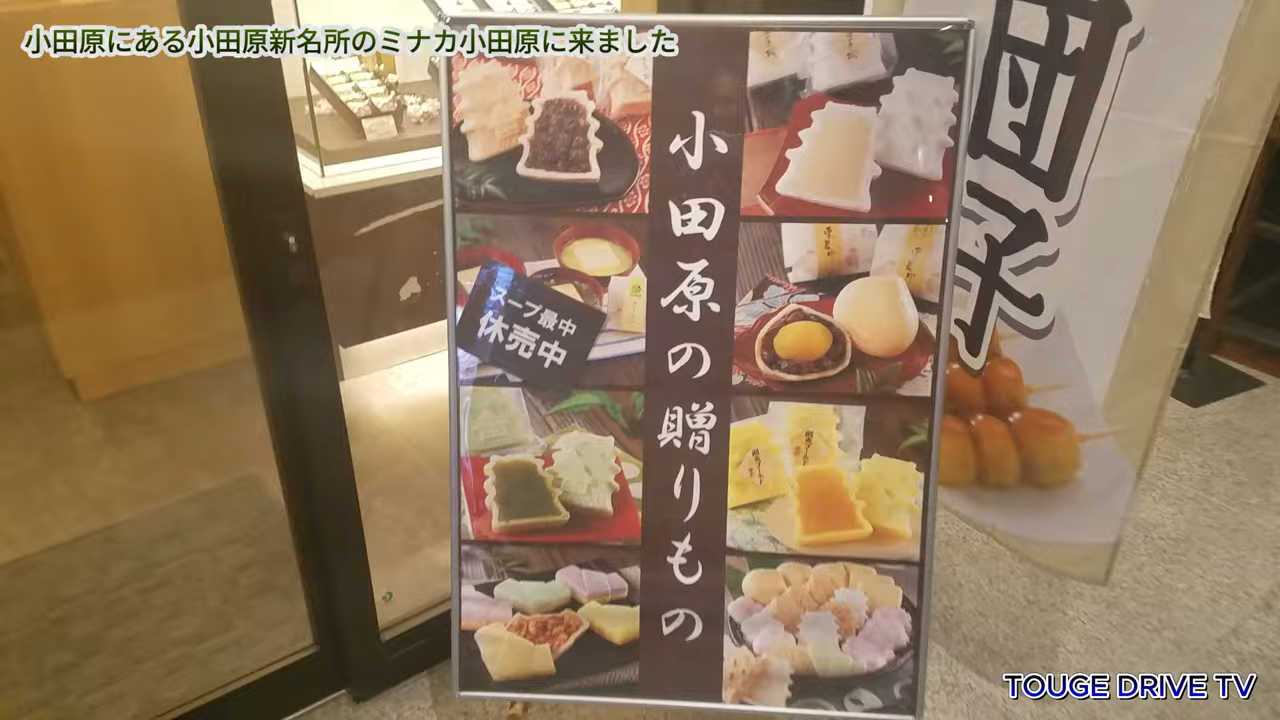 小田原にある小田原新名所のミナカ小田原に来ました
小田原の贈りもの
スープ最中
休売中
団子
TOUGE DRIVE TV